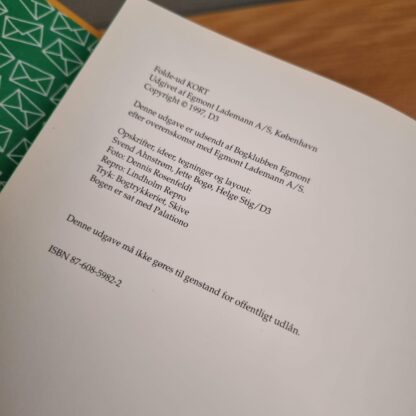 Folde-ud KORT
Udgivet af Egmont Lademann A/S, København
Copyright © 1997, D3
Denne udgave er udsendt af Bogklubben Egmont
efter overenskomst med Egmont Lademann A/S.
Opskrifter, ideer, tegninger og layout:
Svend Åhnstrøm, Jette Bogø, Helge Stig/D3
Foto: Dennis Rosenfeldt
Repro: Lindholm Repro
Tryk: Bogtrykkeriet, Skive
Bogen er sat med Palationo
Denne udgave må ikke gøres til genstand for offentligt udlån.
ISBN 87-608-5982-2